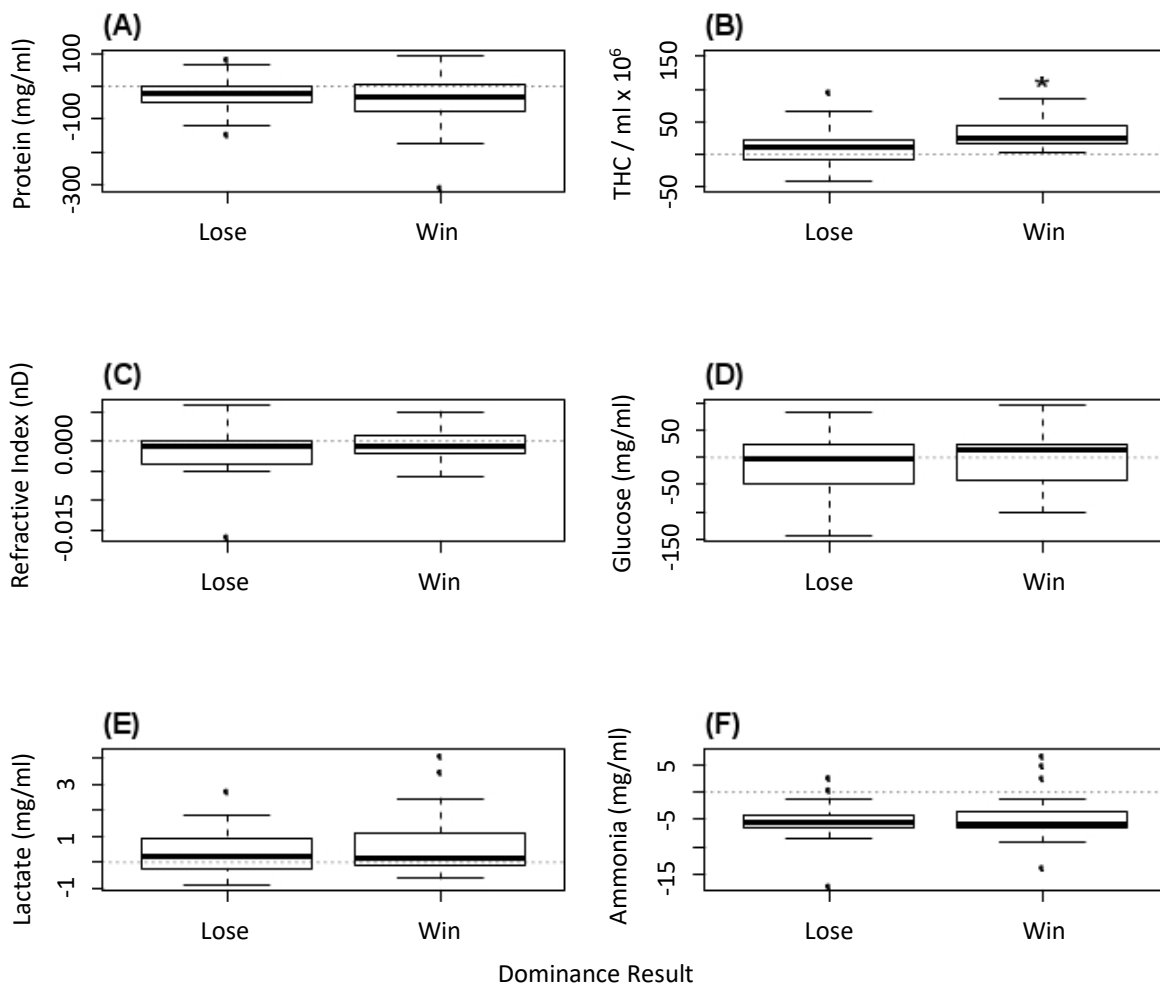 (A)
Protein (mg/ml)
100
-100
-300
Lose Win
(B)
THC / ml x 10⁶
150
50
-50
*
Lose Win
(C)
Refractive Index (nD)
0.000
-0.015
Lose Win
(D)
Glucose (mg/ml)
50
-50
-150
Lose Win
(E)
Lactate (mg/ml)
3
1
-1
Lose Win
(F)
Ammonia (mg/ml)
5
-5
-15
Lose Win
Dominance Result